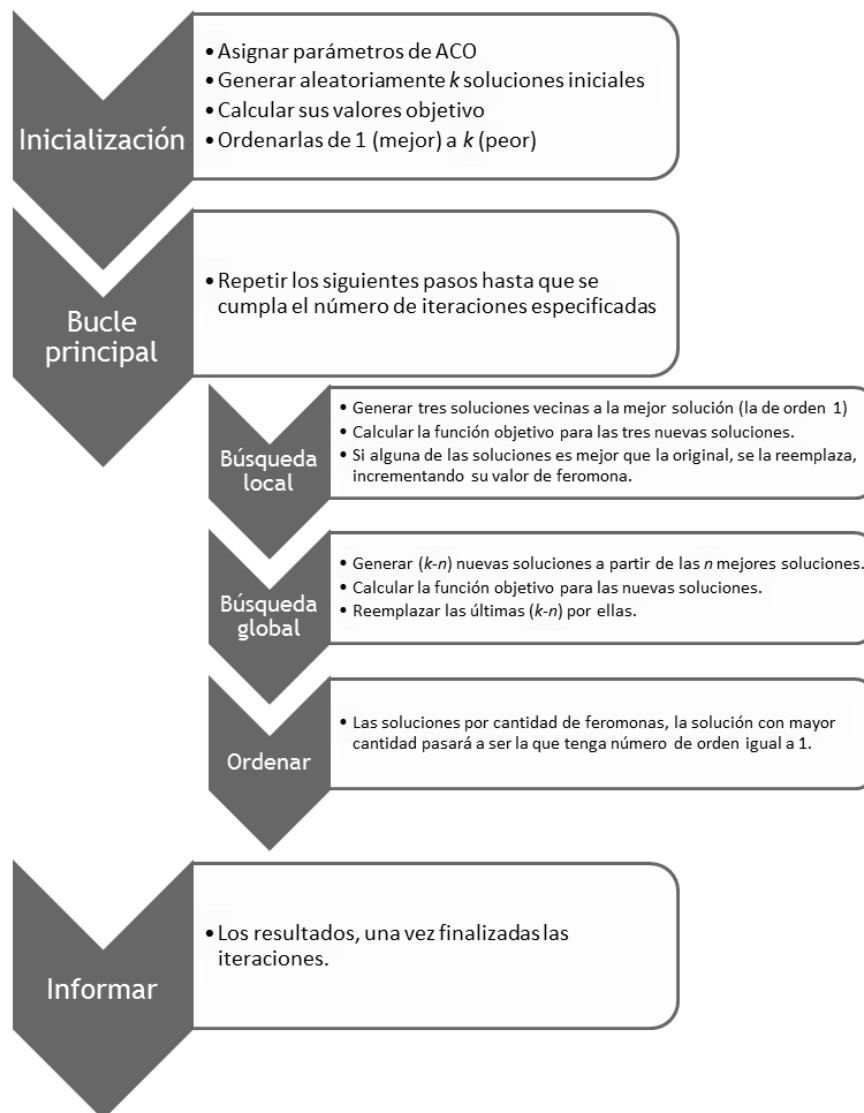 Inicialización
• Asignar parámetros de ACO
• Generar aleatoriamente k soluciones iniciales
• Calcular sus valores objetivo
• Ordenarlas de 1 (mejor) a k (peor)
Bucle
principal
• Repetir los siguientes pasos hasta que se
cumpla el número de iteraciones especificadas
Búsqueda
local
• Generar tres soluciones vecinas a la mejor solución (la de orden 1)
• Calcular la función objetivo para las tres nuevas soluciones.
• Si alguna de las soluciones es mejor que la original, se la reemplaza,
incrementando su valor de feromona.
Búsqueda
global
• Generar (k-n) nuevas soluciones a partir de las n mejores soluciones.
• Calcular la función objetivo para las nuevas soluciones.
• Reemplazar las últimas (k-n) por ellas.
Ordenar
• Las soluciones por cantidad de feromonas, la solución con mayor
cantidad pasará a ser la que tenga número de orden igual a 1.
Informar
• Los resultados, una vez finalizadas las
iteraciones.